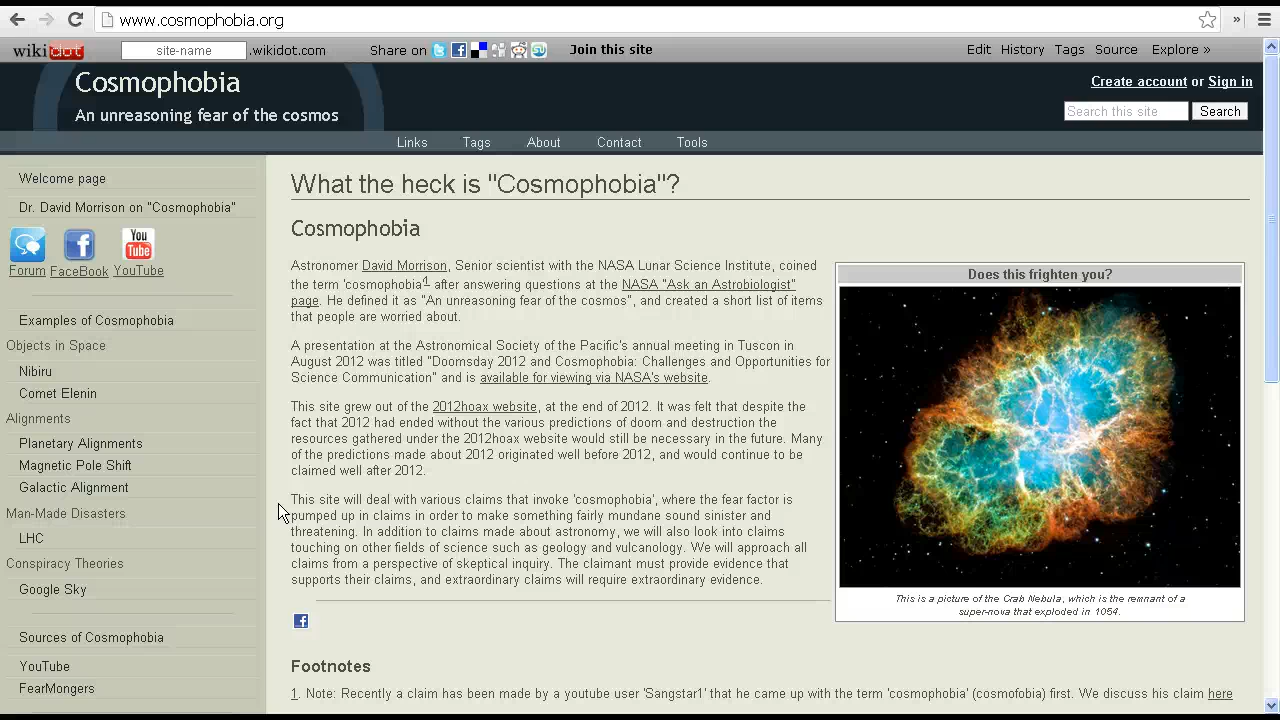 www.cosmophobia.org
»
wikidot
site-name
.wikidot.com
Share on
Join this site
Edit
History
Tags
Source
Explore »
Cosmophobia
An unreasoning fear of the cosmos
Create account or Sign in
Search this site
Search
Links
Tags
About
Contact
Tools
Welcome page
Dr. David Morrison on "Cosmophobia"
You
Tube
Forum
FaceBook
YouTube
Examples of Cosmophobia
Objects in Space
Nibiru
Comet Elenin
Alignments
Planetary Alignments
Magnetic Pole Shift
Galactic Alignment
Man-Made Disasters
LHC
Conspiracy Theories
Google Sky
Sources of Cosmophobia
YouTube
FearMongers
What the heck is "Cosmophobia"?
Cosmophobia
Astronomer David Morrison, Senior scientist with the NASA Lunar Science Institute, coined
the term 'cosmophobia'1 after answering questions at the NASA "Ask an Astrobiologist"
page. He defined it as "An unreasoning fear of the cosmos", and created a short list of items
that people are worried about.
A presentation at the Astronomical Society of the Pacific's annual meeting in Tuscon in
August 2012 was titled "Doomsday 2012 and Cosmophobia: Challenges and Opportunities for
Science Communication" and is available for viewing via NASA's website.
This site grew out of the 2012hoax website, at the end of 2012. It was felt that despite the
fact that 2012 had ended without the various predictions of doom and destruction the
resources gathered under the 2012hoax website would still be necessary in the future. Many
of the predictions made about 2012 originated well before 2012, and would continue to be
claimed well after 2012.
This site will deal with various claims that invoke 'cosmophobia', where the fear factor is
pumped up in claims in order to make something fairly mundane sound sinister and
threatening. In addition to claims made about astronomy, we will also look into claims
touching on other fields of science such as geology and vulcanology. We will approach all
claims from a perspective of skeptical inquiry. The claimant must provide evidence that
supports their claims, and extraordinary claims will require extraordinary evidence.
Does this frighten you?
This is a picture of the Crab Nebula, which is the remnant of a
super-nova that exploded in 1054.
Footnotes
1. Note: Recently a claim has been made by a youtube user 'Sangstar1' that he came up with the term 'cosmophobia' (cosmofobia) first. We discuss his claim here